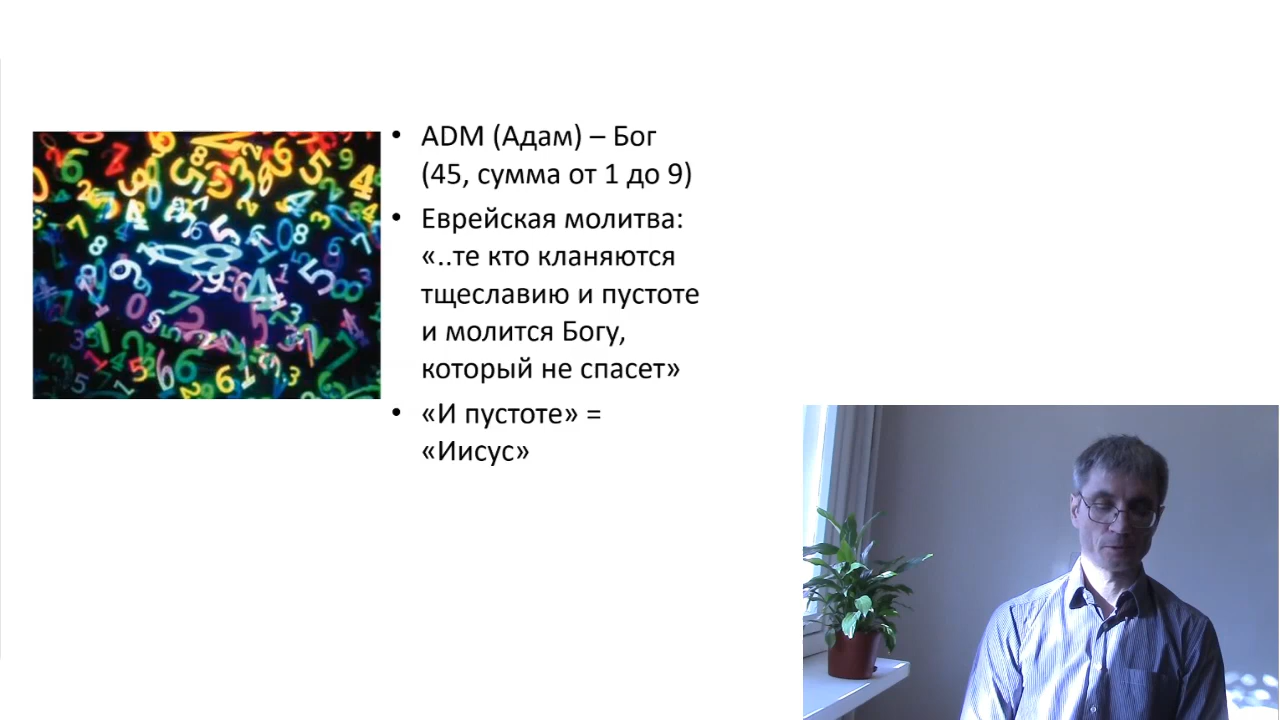 ADM (Адам) – Бог
(45, сумма от 1 до 9)
Еврейская молитва:
«..те кто кланяются
тщеславию и пустоте
и молится Богу,
который не спасет»
«И пустоте» =
«Иисус»